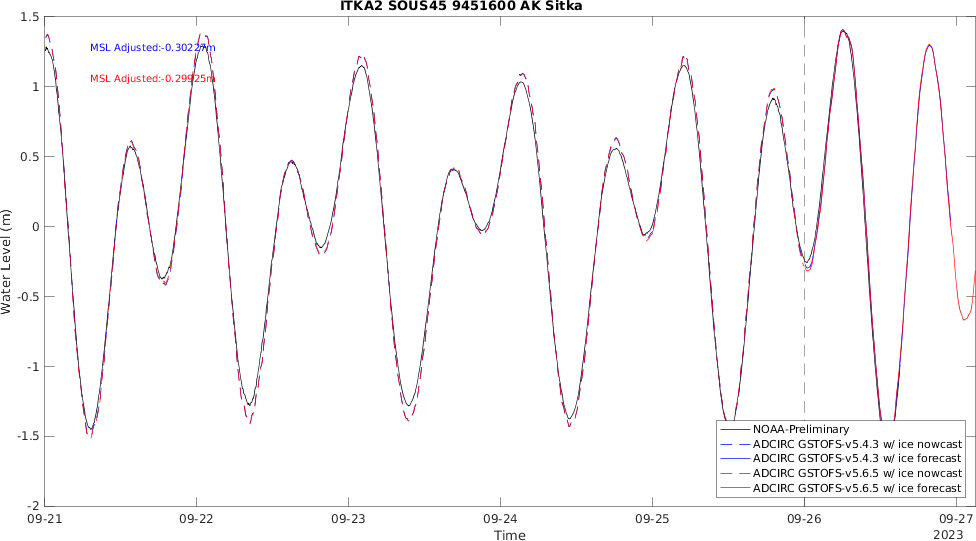 ITKA2 SOUS45 9451600 AK Sitka
MSL Adjusted:-0.30227m
MSL Adjusted:-0.29925m
Water Level (m)
1.5
1
0.5
0
-0.5
-1
-1.5
-2
NOAA-Preliminary
ADCIRC GSTOFS-v5.4.3 w/ ice nowcast
ADCIRC GSTOFS-v5.4.3 w/ ice forecast
ADCIRC GSTOFS-v5.6.5 w/ ice nowcast
ADCIRC GSTOFS-v5.6.5 w/ ice forecast
09-21 09-22 09-23 09-24 09-25 09-26 09-27
Time
2023